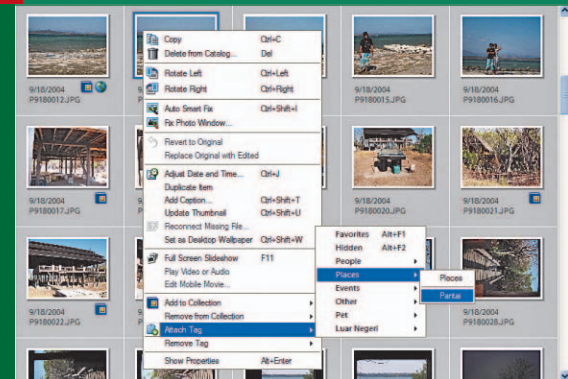 Copy Ctrl+C
Delete from Catalog... Del
Rotate Left Ctrl+Left
Rotate Right Ctrl+Right
Auto Smart Fix Ctrl+Shift+I
Fix Photo Window...
Revert to Original
Replace Original with Edited
Adjust Date and Time... Ctrl+J
Duplicate Item
Add Caption... Ctrl+Shift+T
Update Thumbnail Ctrl+Shift+U
Reconnect Missing File...
Set as Desktop Wallpaper Ctrl+Shift+W
Full Screen Slideshow F11
Play Video or Audio
Edit Mobile Movie...
Add to Collection
Remove from Collection
Attach Tag
Remove Tag
Show Properties Alt+Enter
Favorites Alt+F1
Hidden Alt+F2
People
Places
Events
Other
Pet
Luar Negeri
Places
Pantai
9/18/2004
P9180012.JPG
9/18/2004
P9180015.JPG
9/18/2004
P9180016.JPG
9/18/2004
P9180017.JPG
9/18/2004
P9180020.JPG
9/18/2004
P9180021.JPG
9/18/2004
P9180022.JPG
9/18/2004
P9180028.JPG